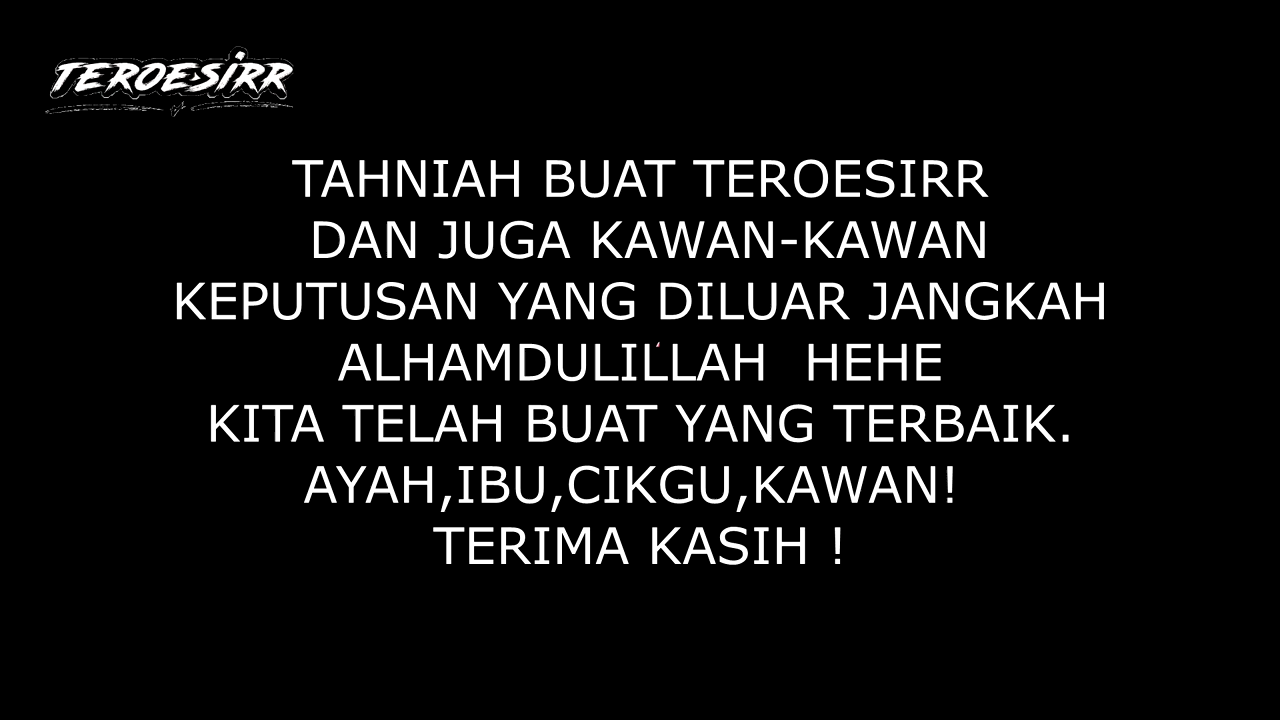 TEROESIRR
TAHNIAH BUAT TEROESIRR
DAN JUGA KAWAN-KAWAN
KEPUTUSAN YANG DILUAR JANGKAH
ALHAMDULILLAH  HEHE
KITA TELAH BUAT YANG TERBAIK.
AYAH,IBU,CIKGU,KAWAN!
TERIMA KASIH !